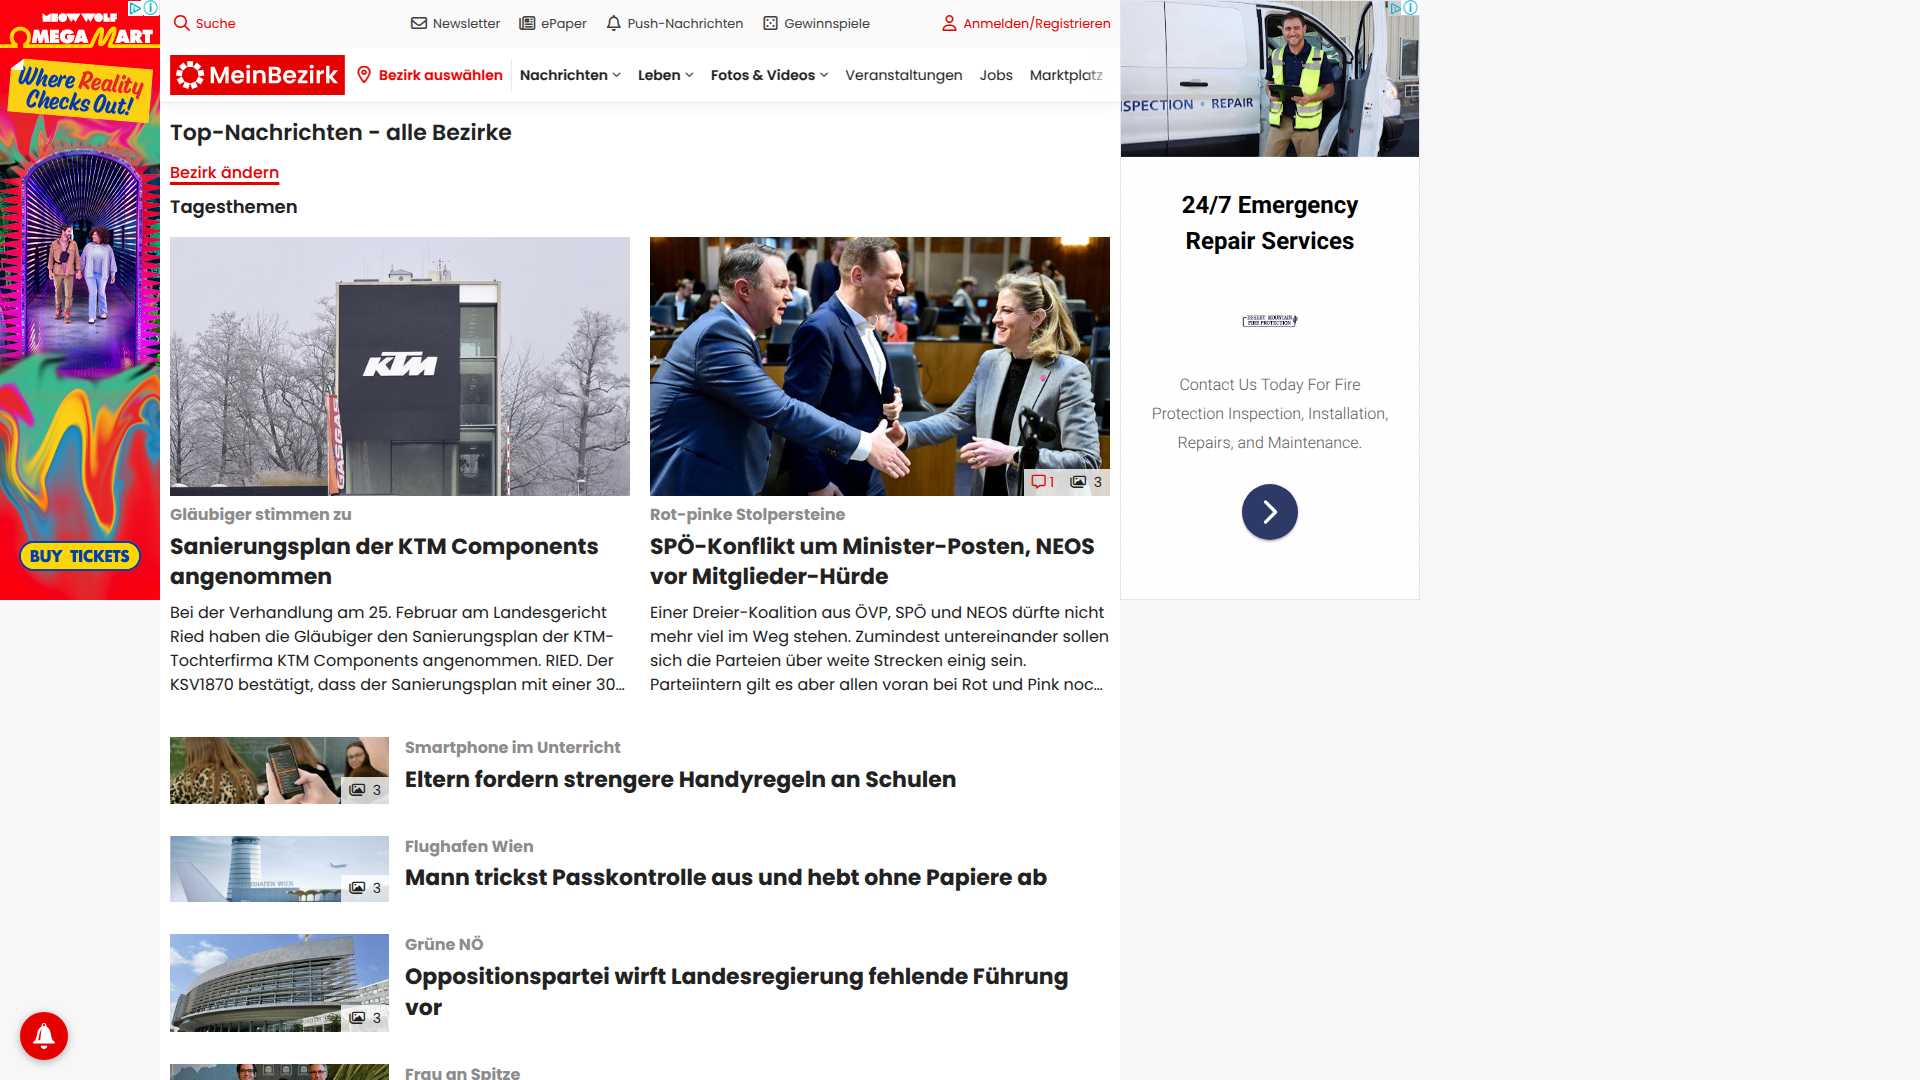 MEOW WOLF
OMEGA MART
Where Reality
Checks Out!
BUY TICKETS
Suche
Newsletter
ePaper
Push-Nachrichten
Gewinnspiele
Anmelden/Registrieren
MeinBezirk
Bezirk auswählen
Nachrichten
Leben
Fotos & Videos
Veranstaltungen
Jobs
Marktplatz
Top-Nachrichten - alle Bezirke
Bezirk ändern
Tagesthemen
KTM
GASGAS
Gläubiger stimmen zu
Sanierungsplan der KTM Components
angenommen
Bei der Verhandlung am 25. Februar am Landesgericht
Ried haben die Gläubiger den Sanierungsplan der KTM-
Tochterfirma KTM Components angenommen. RIED. Der
KSV1870 bestätigt, dass der Sanierungsplan mit einer 30...
1
3
Rot-pinke Stolpersteine
SPÖ-Konflikt um Minister-Posten, NEOS
vor Mitglieder-Hürde
Einer Dreier-Koalition aus ÖVP, SPÖ und NEOS dürfte nicht
mehr viel im Weg stehen. Zumindest untereinander sollen
sich die Parteien über weite Strecken einig sein.
Parteiintern gilt es aber allen voran bei Rot und Pink noc...
3
Smartphone im Unterricht
Eltern fordern strengere Handyregeln an Schulen
3
Flughafen Wien
Mann trickst Passkontrolle aus und hebt ohne Papiere ab
3
Grüne NÖ
Oppositionspartei wirft Landesregierung fehlende Führung
vor
Frau an Spitze
SPECTION • REPAIR
24/7 Emergency
Repair Services
DESERT MOUNTAIN
FIRE PROTECTION
Contact Us Today For Fire
Protection Inspection, Installation,
Repairs, and Maintenance.